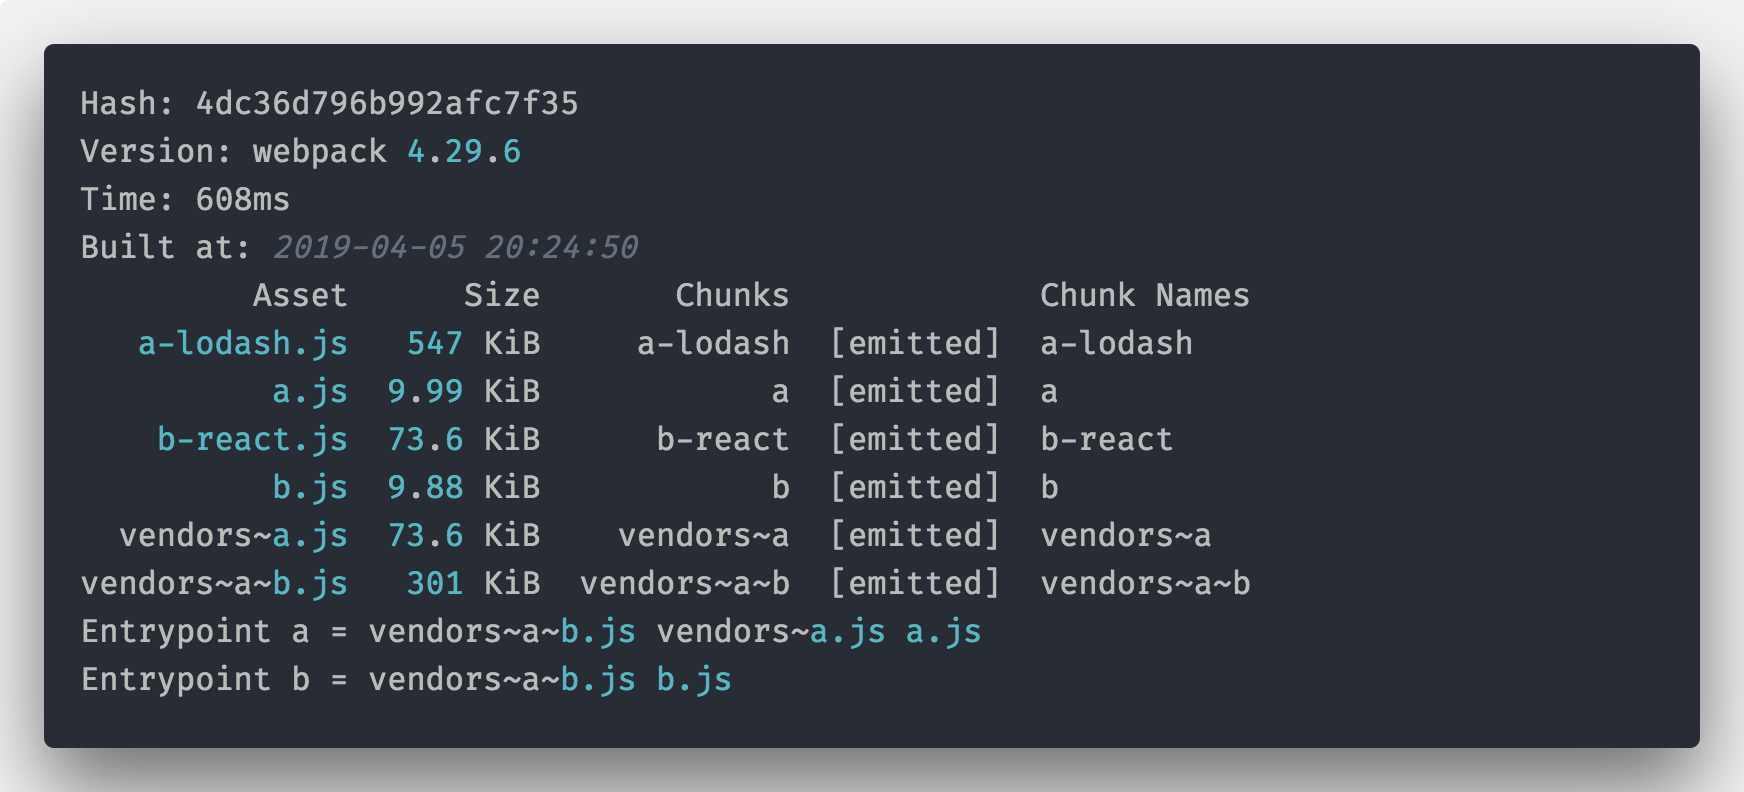 Hash: 4dc36d796b992afc7f35
Version: webpack 4.29.6
Time: 608ms
Built at: 2019-04-05 20:24:50
         Asset      Size       Chunks             Chunk Names
   a-lodash.js   547 KiB     a-lodash  [emitted]  a-lodash
          a.js  9.99 KiB            a  [emitted]  a
    b-react.js  73.6 KiB      b-react  [emitted]  b-react
          b.js  9.88 KiB            b  [emitted]  b
  vendors~a.js  73.6 KiB    vendors~a  [emitted]  vendors~a
vendors~a~b.js   301 KiB  vendors~a~b  [emitted]  vendors~a~b
Entrypoint a = vendors~a~b.js vendors~a.js a.js
Entrypoint b = vendors~a~b.js b.js